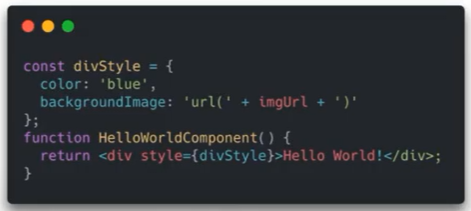 const divStyle = {
  color: 'blue',
  backgroundImage: 'url(' + imgUrl + ')'
};
function HelloWorldComponent() {
  return <div style={divStyle}>Hello World!</div>;
}